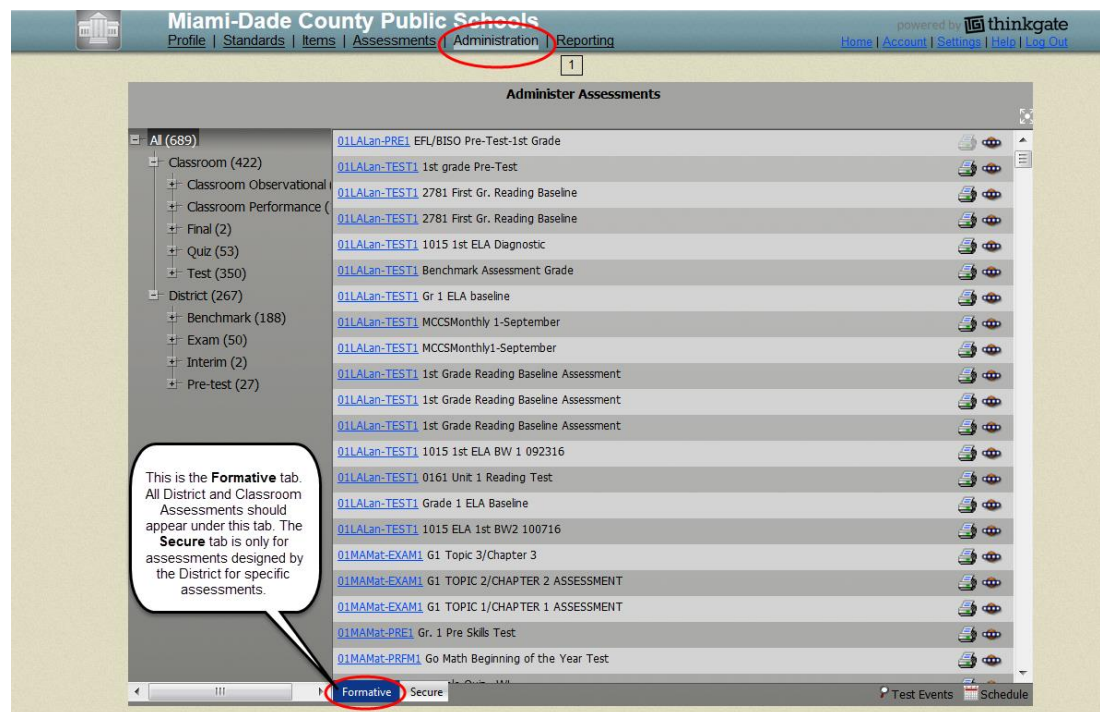 Miami-Dade County Public Schools
powered by thinkgate
Profile | Standards | Items | Assessments | Administration | Reporting
Home | Account | Settings | Help | Log Out
1
Administer Assessments
All (689)
Classroom (422)
Classroom Observational
Classroom Performance (
Final (2)
Quiz (53)
Test (350)
District (267)
Benchmark (188)
Exam (50)
Interim (2)
Pre-test (27)
01LALan-PRE1 EFL/BISO Pre-Test-1st Grade
01LALan-TEST1 1st grade Pre-Test
01LALan-TEST1 2781 First Gr. Reading Baseline
01LALan-TEST1 2781 First Gr. Reading Baseline
01LALan-TEST1 1015 1st ELA Diagnostic
01LALan-TEST1 Benchmark Assessment Grade
01LALan-TEST1 Gr 1 ELA baseline
01LALan-TEST1 MCCSMonthly 1-September
01LALan-TEST1 MCCSMonthly1-September
01LALan-TEST1 1st Grade Reading Baseline Assessment
01LALan-TEST1 1st Grade Reading Baseline Assessment
01LALan-TEST1 1st Grade Reading Baseline Assessment
01LALan-TEST1 1015 1st ELA BW 1 092316
01LALan-TEST1 0161 Unit 1 Reading Test
01LALan-TEST1 Grade 1 ELA Baseline
01LALan-TEST1 1015 ELA 1st BW2 100716
01MAMat-EXAM1 G1 Topic 3/Chapter 3
01MAMat-EXAM1 G1 TOPIC 2/CHAPTER 2 ASSESSMENT
01MAMat-EXAM1 G1 TOPIC 1/CHAPTER 1 ASSESSMENT
01MAMat-PRE1 Gr. 1 Pre Skills Test
01MAMat-PRFM1 Go Math Beginning of the Year Test
This is the Formative tab.
All District and Classroom
Assessments should
appear under this tab. The
Secure tab is only for
assessments designed by
the District for specific
assessments.
Formative
Secure
Test Events
Schedule